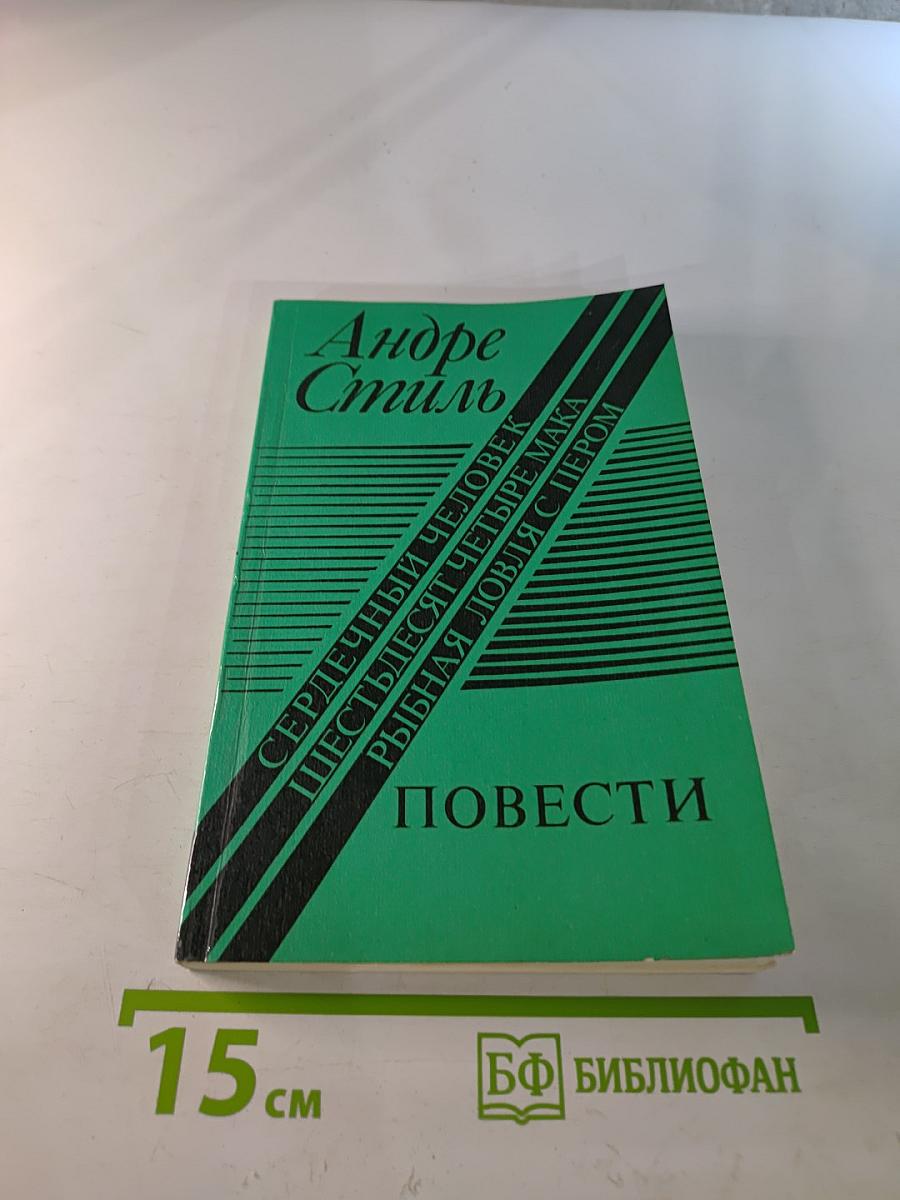 Андре
Стиль
СЕРДЕЧНЫЙ ЧЕЛОВЕК
ШЕСТЬДЕСЯТ ЧЕТЫРЕ МАКА
РЫБНАЯ ЛОВЛЯ С ПЕРОМ
ПОВЕСТИ
15 см
БФ БИБЛИОФАН